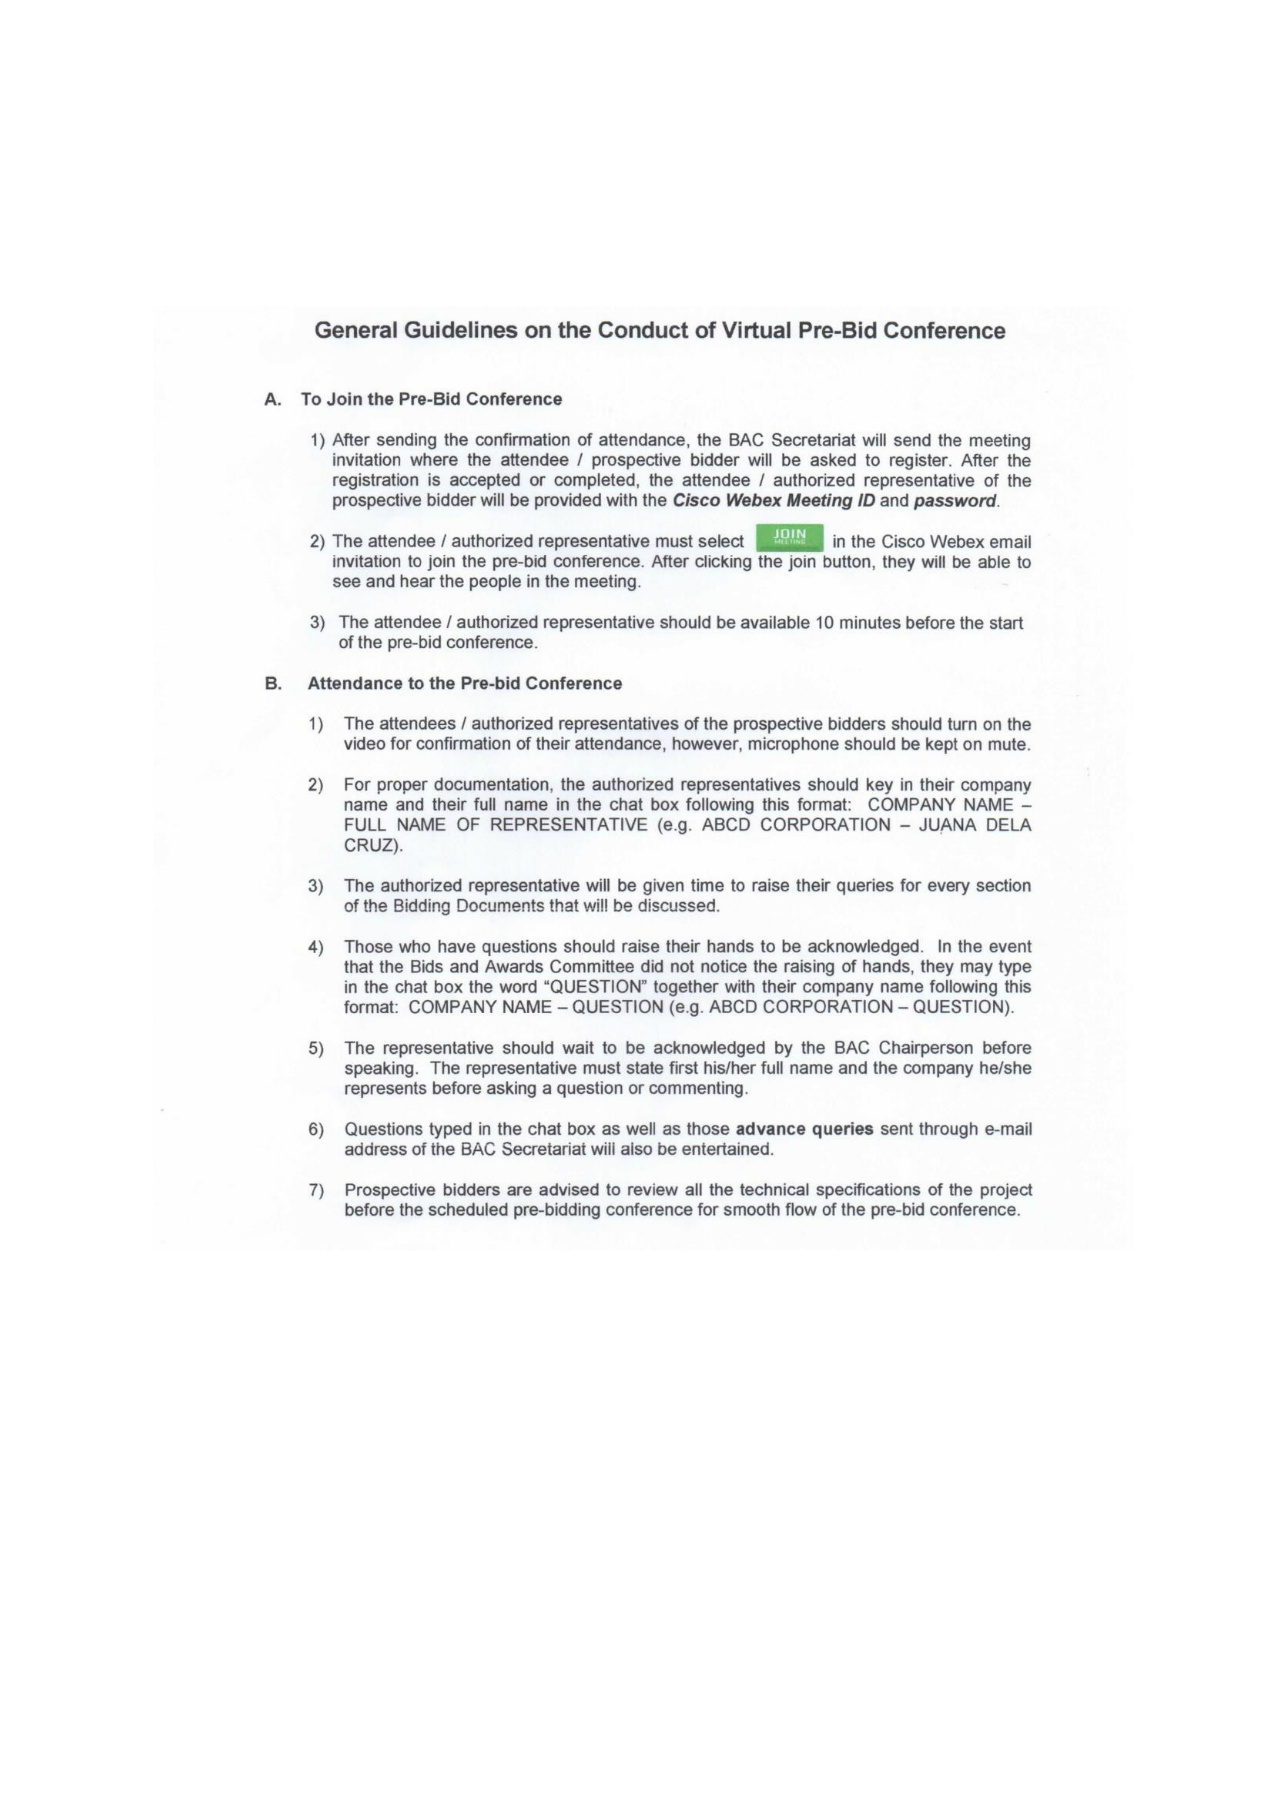 General Guidelines on the Conduct of Virtual Pre-Bid Conference
A. To Join the Pre-Bid Conference
1) After sending the confirmation of attendance, the BAC Secretariat will send the meeting
invitation where the attendee / prospective bidder will be asked to register. After the
registration is accepted or completed, the attendee / authorized representative of the
prospective bidder will be provided with the Cisco Webex Meeting ID and password.
2) The attendee / authorized representative must select JOIN MEETING in the Cisco Webex email
invitation to join the pre-bid conference. After clicking the join button, they will be able to
see and hear the people in the meeting.
3) The attendee / authorized representative should be available 10 minutes before the start
of the pre-bid conference.
B. Attendance to the Pre-bid Conference
1) The attendees / authorized representatives of the prospective bidders should turn on the
video for confirmation of their attendance, however, microphone should be kept on mute.
2) For proper documentation, the authorized representatives should key in their company
name and their full name in the chat box following this format: COMPANY NAME –
FULL NAME OF REPRESENTATIVE (e.g. ABCD CORPORATION – JUANA DELA
CRUZ).
3) The authorized representative will be given time to raise their queries for every section
of the Bidding Documents that will be discussed.
4) Those who have questions should raise their hands to be acknowledged. In the event
that the Bids and Awards Committee did not notice the raising of hands, they may type
in the chat box the word “QUESTION” together with their company name following this
format: COMPANY NAME – QUESTION (e.g. ABCD CORPORATION – QUESTION).
5) The representative should wait to be acknowledged by the BAC Chairperson before
speaking. The representative must state first his/her full name and the company he/she
represents before asking a question or commenting.
6) Questions typed in the chat box as well as those advance queries sent through e-mail
address of the BAC Secretariat will also be entertained.
7) Prospective bidders are advised to review all the technical specifications of the project
before the scheduled pre-bidding conference for smooth flow of the pre-bid conference.